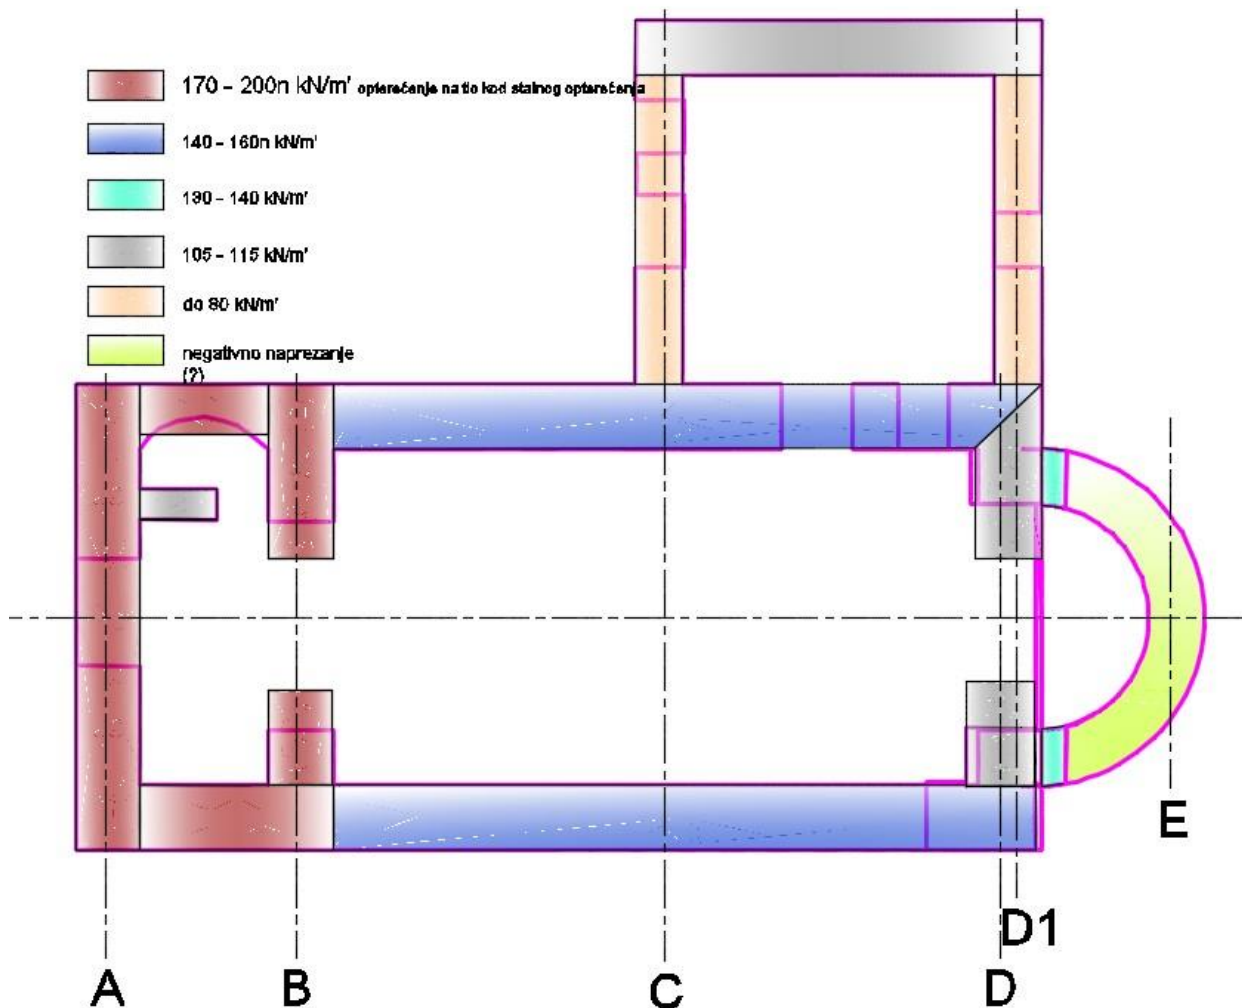 170 - 200n kN/m' opterećenje na tlo kod stalnog opterećenja
140 - 160n kN/m'
130 - 140 kN/m'
105 - 115 kN/m'
do 80 kN/m'
negativno naprezanje
(?)
E
D1
A B C D